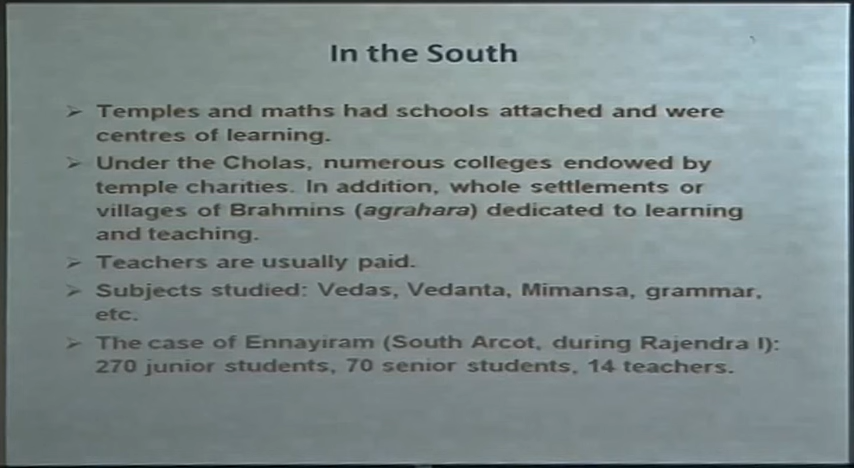 In the South
➢ Temples and maths had schools attached and were
centres of learning.
➢ Under the Cholas, numerous colleges endowed by
temple charities. In addition, whole settlements or
villages of Brahmins (agrahara) dedicated to learning
and teaching.
➢ Teachers are usually paid.
➢ Subjects studied: Vedas, Vedanta, Mimansa, grammar,
etc.
➢ The case of Ennayiram (South Arcot, during Rajendra I):
270 junior students, 70 senior students, 14 teachers.